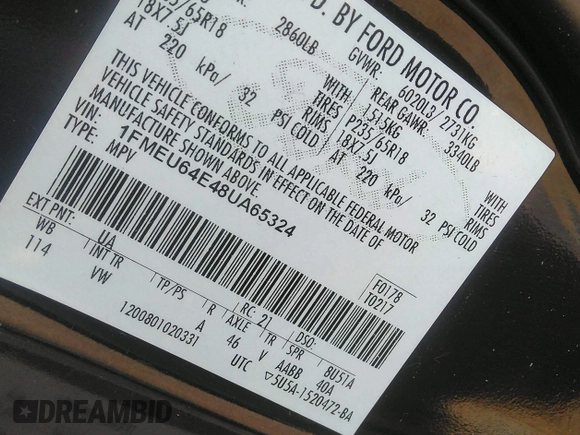 D. BY FORD MOTOR CO.
GVWR: 6020LB/ 2731KG
2860LB REAR GAWR: 3340LB
1515KG
WITH WITH
TIRES TIRES
65R18 P235/65R18
RIMS RIMS
18X7.5J 18X7.5J
AT 220 kPa/ 32 PSI COLD AT 220 kPa/ 32 PSI COLD
THIS VEHICLE CONFORMS TO ALL APPLICABLE FEDERAL MOTOR
VEHICLE SAFETY STANDARDS IN EFFECT ON THE DATE OF
MANUFACTURE SHOWN ABOVE.
VIN: 1FMEU64E48UA65324
TYPE: MPV
F0178
T0217
EXT PNT: UA RC: 21 DSO:
WB INT TR TP/PS R AXLE TR SPR BU51A
114 VW A 46 V AABB 40A
1200801020331 UTC ▽5U5A-1520472-BA
DREAMBID